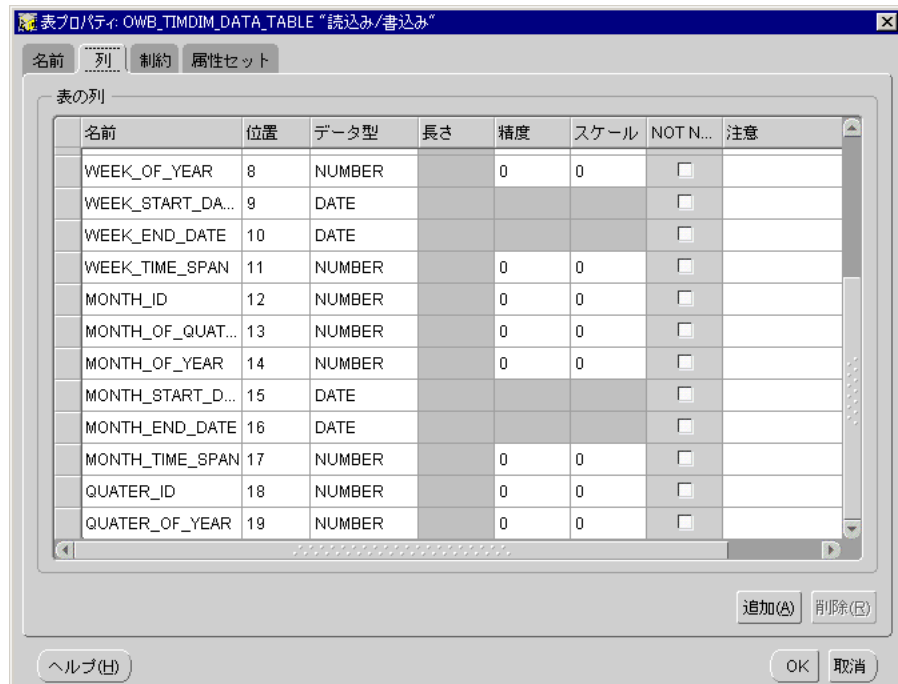 表プロパティ: OWB_TIMDIM_DATA_TABLE “読込み/書込み”
名前 列 制約 属性セット
表の列
名前 位置 データ型 長さ 精度 スケール NOT N... 注意
WEEK_OF_YEAR 8 NUMBER 0 0
WEEK_START_DA... 9 DATE
WEEK_END_DATE 10 DATE
WEEK_TIME_SPAN 11 NUMBER 0 0
MONTH_ID 12 NUMBER 0 0
MONTH_OF_QUAT... 13 NUMBER 0 0
MONTH_OF_YEAR 14 NUMBER 0 0
MONTH_START_D... 15 DATE
MONTH_END_DATE 16 DATE
MONTH_TIME_SPAN 17 NUMBER 0 0
QUATER_ID 18 NUMBER 0 0
QUATER_OF_YEAR 19 NUMBER 0 0
追加(A) 削除(R)
ヘルプ(H) OK 取消